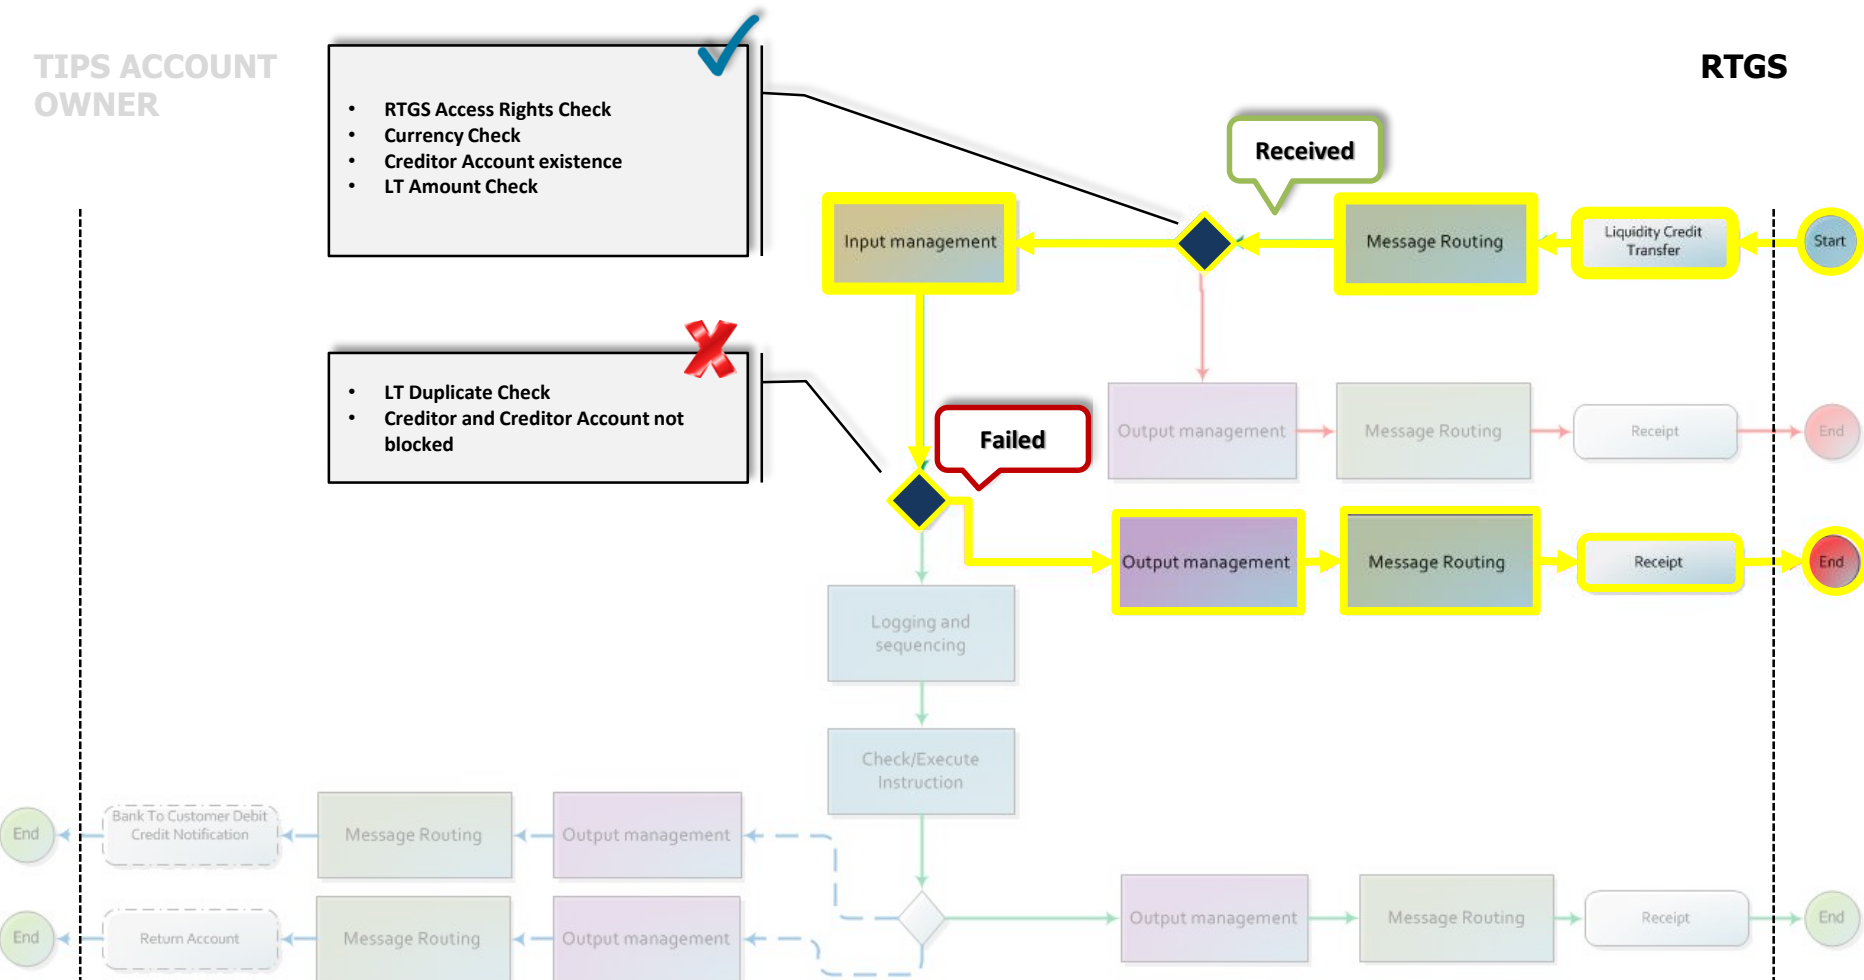 TIPS ACCOUNT
OWNER
RTGS
• RTGS Access Rights Check
• Currency Check
• Creditor Account existence
• LT Amount Check
Received
Input management
Message Routing
Liquidity Credit
Transfer
Start
• LT Duplicate Check
• Creditor and Creditor Account not
blocked
Failed
Output management
Message Routing
Receipt
End
Output management
Message Routing
Receipt
End
Logging and
sequencing
Check/Execute
Instruction
End
Bank To Customer Debit
Credit Notification
Message Routing
Output management
End
Return Account
Message Routing
Output management
Output management
Message Routing
Receipt
End